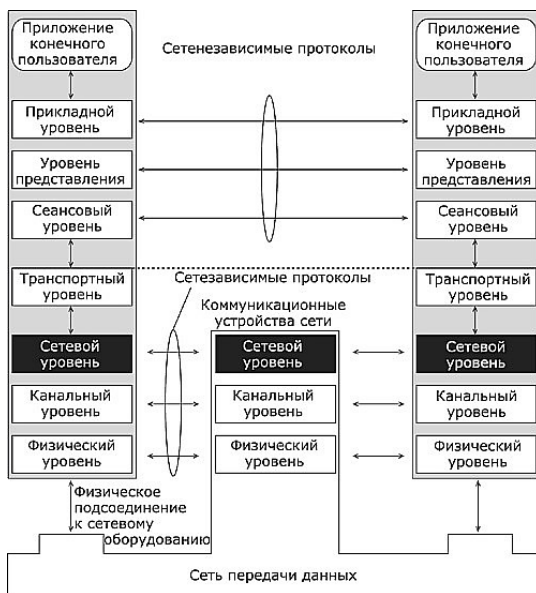 Приложение
конечного
пользователя
Сетенезависимые протоколы
Приложение
конечного
пользователя
Прикладной
уровень
Прикладной
уровень
Уровень
представления
Уровень
представления
Сеансовый
уровень
Сеансовый
уровень
Транспортный
уровень
Сетезависимые протоколы
Транспортный
уровень
Коммуникационные
устройства сети
Сетевой
уровень
Сетевой
уровень
Сетевой
уровень
Канальный
уровень
Канальный
уровень
Канальный
уровень
Физический
уровень
Физический
уровень
Физический
уровень
Физическое
подсоединение
к сетевому
оборудованию
Сеть передачи данных